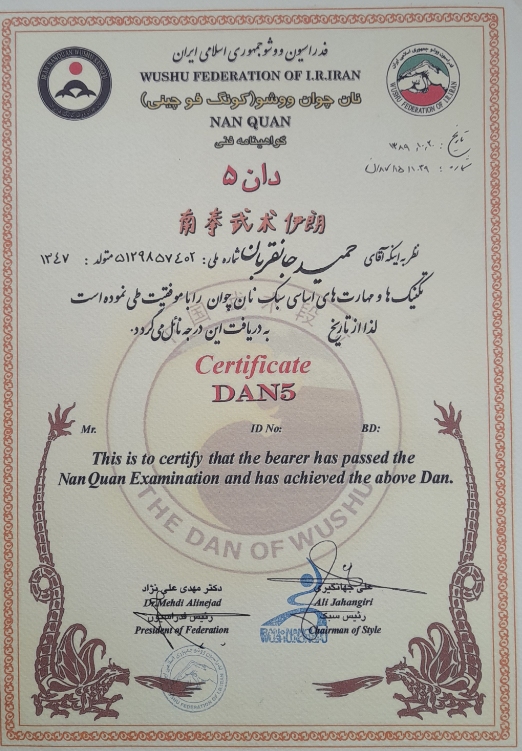 فدراسیون ووشو جمهوری اسلامی ایران
WUSHU FEDERATION OF I.R.IRAN
نان چوان ووشو(کونگ فو چینی)
NAN QUAN
گواهینامه فنی
تاریخ :
شماره :
دان ۵
南拳武术伊朗
نظر به اینکه آقای حمید جانقربان شماره ملی: ۵۱۲۹۸۵۷۴۰۲ متولد : ۱۳۴۷
تکنیک ها و مهارت های اساسی سبک نان چوان را با موفقیت طی نموده است
لذا از تاریخ به دریافت این درجه نائل می گردد.
Certificate
DAN5
Mr. ID No: BD:
This is to certify that the bearer has passed the
Nan Quan Examination and has achieved the above Dan.
THE DAN OF WUSHU
دکتر مهدی علی نژاد
Dr.Mehdi Alinejad
رئیس فدراسیون
President of Federation
علی جهانگیری
Ali Jahangiri
رئیس سبک
Chairman of Style
WUSHU FEDERATION OF I.R.IRAN